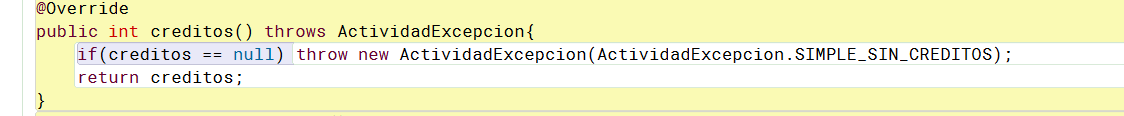 @Override
public int creditos() throws ActividadExcepcion{
if(creditos == null) throw new ActividadExcepcion(ActividadExcepcion.SIMPLE_SIN_CREDITOS);
return creditos;
}